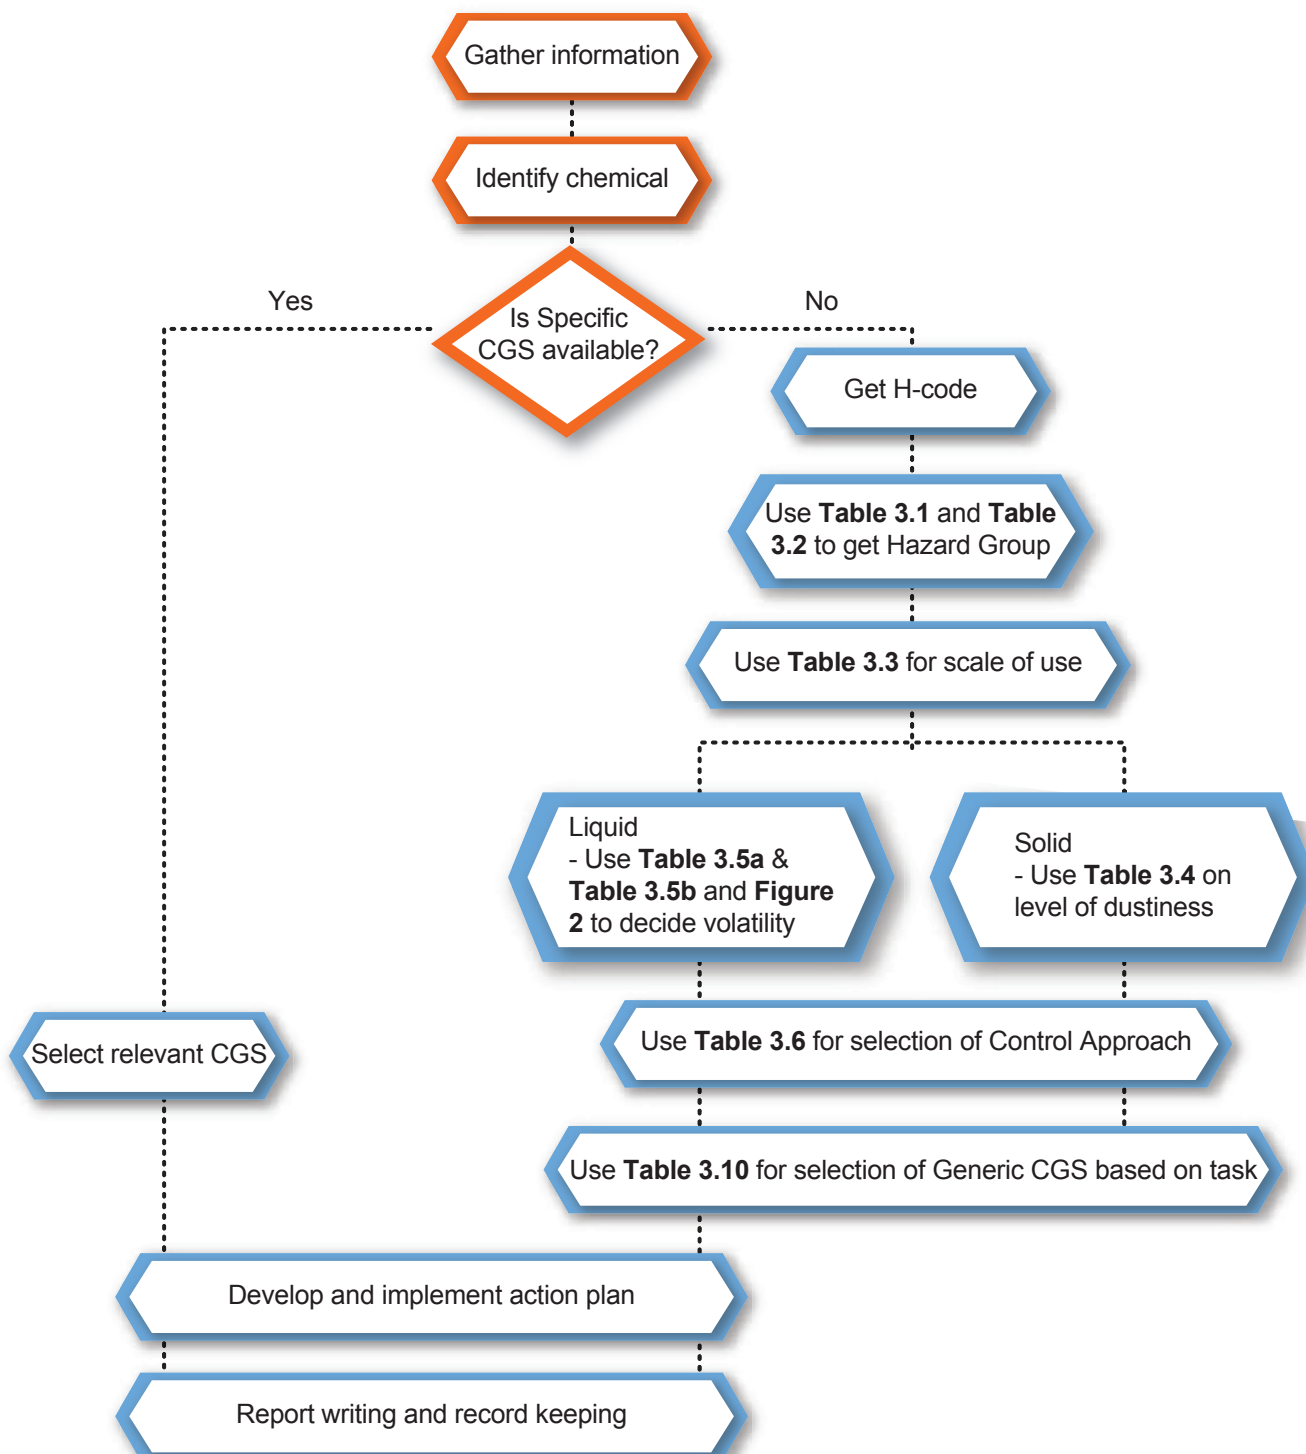 Gather information
Identify chemical
Yes
No
Is Specific
CGS available?
Get H-code
Use Table 3.1 and Table
3.2 to get Hazard Group
Use Table 3.3 for scale of use
Liquid
- Use Table 3.5a &
Table 3.5b and Figure
2 to decide volatility
Solid
- Use Table 3.4 on
level of dustiness
Select relevant CGS
Use Table 3.6 for selection of Control Approach
Use Table 3.10 for selection of Generic CGS based on task
Develop and implement action plan
Report writing and record keeping